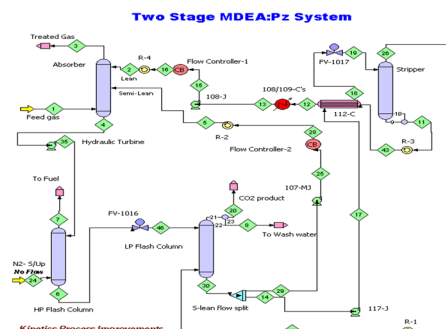 Two Stage MDEA:Pz System
Treated Gas
3
Absorber
2
R-4
16
CB
Flow Controller-1
Lean
15
Semi-Lean
108-J
Feed gas
1
4
35
Hydraulic Turbine
5
R-2
13
108/109-C's
12
112-C
FV-1017
19
26
Stripper
18
10
9
11
43
R-3
29
CB
Flow Controller-2
25
107-MJ
17
To Fuel
7
N2- S/Up
No Flow
24
6
HP Flash Column
FV-1016
46
LP Flash Column
CO2 product
20
21
23
22
8
To Wash water
30
S-lean flow split
14
29
117-J
R-1
Kinetics Process Improvements